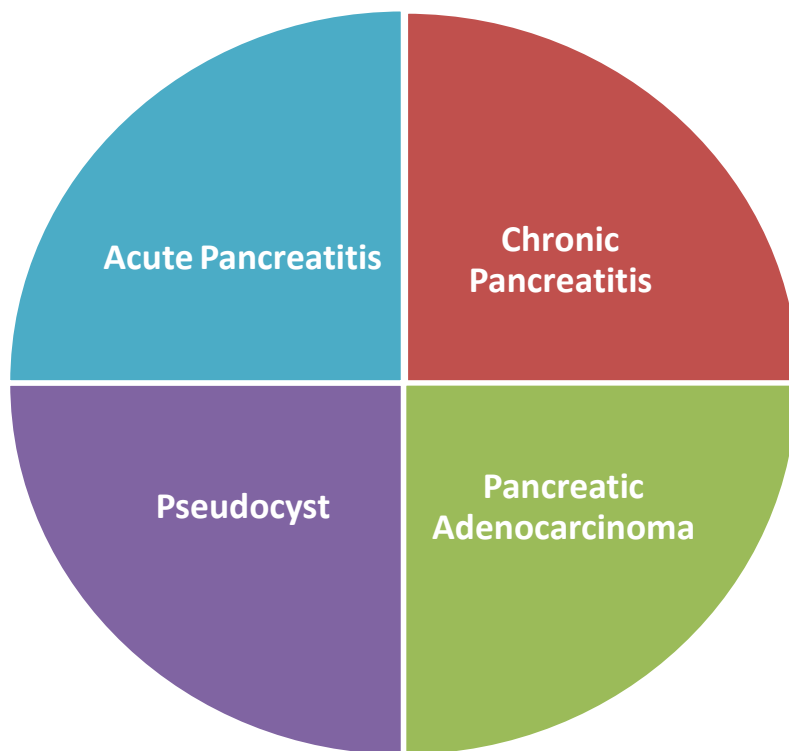 Acute Pancreatitis
Chronic
Pancreatitis
Pseudocyst
Pancreatic
Adenocarcinoma